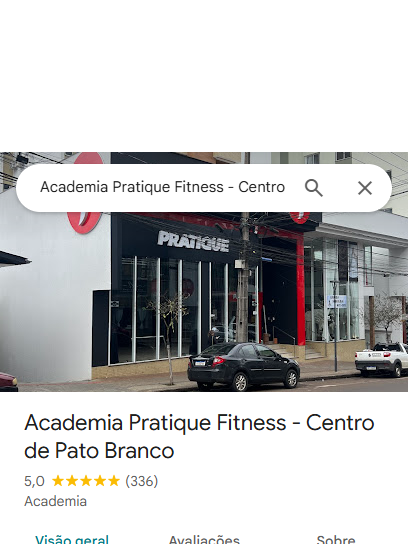 Academia Pratique Fitness - Centro
PRATIQUE
Academia Pratique Fitness - Centro
de Pato Branco
5,0 (336)
Academia
Visão geral Avaliações Sobre